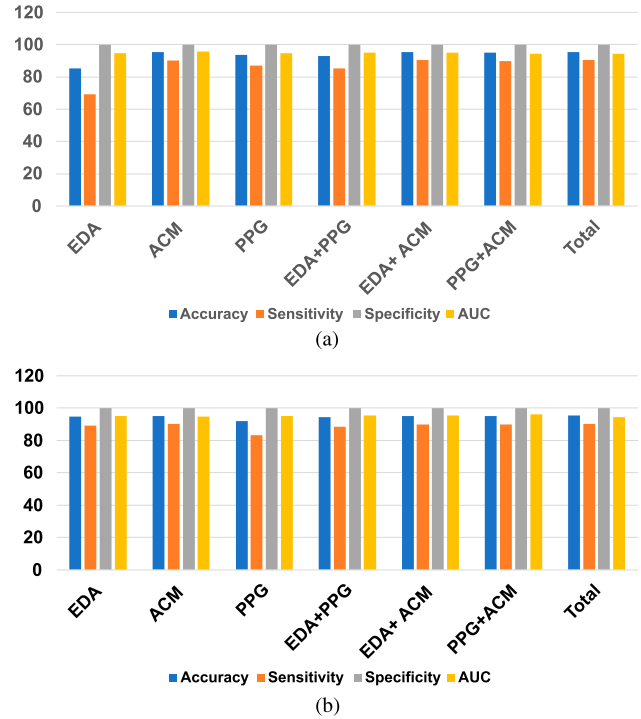 120
100
80
60
40
20
0
EDA
ACM
PPG
EDA+PPG
EDA+ ACM
PPG+ACM
Total
Accuracy Sensitivity Specificity AUC
(a)
120
100
80
60
40
20
0
EDA
ACM
PPG
EDA+PPG
EDA+ ACM
PPG+ACM
Total
Accuracy Sensitivity Specificity AUC
(b)